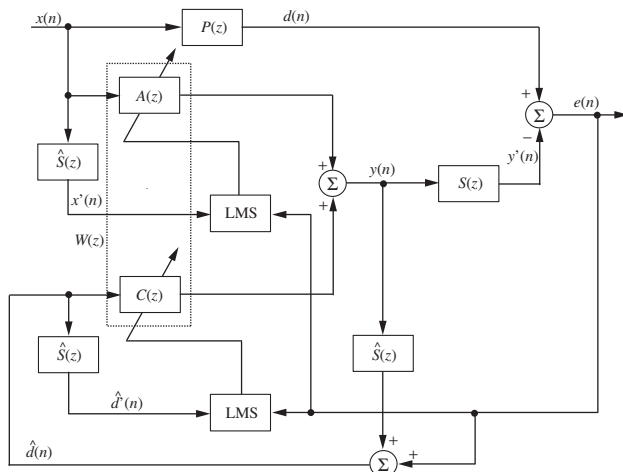 x(n)
P(z)
d(n)
A(z)
+
e(n)
Σ
−
y'(n)
Ŝ(z)
+
y(n)
Σ
+
S(z)
x'(n)
LMS
W(z)
C(z)
Ŝ(z)
Ŝ(z)
d̂'(n)
LMS
d̂(n)
+
+
Σ